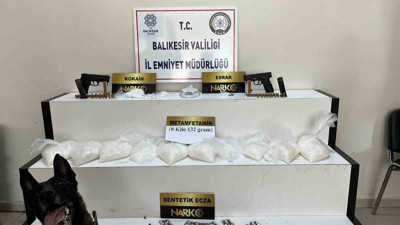 T.C.
BALIKESİR VALİLİĞİ
İL EMNİYET MÜDÜRLÜĞÜ
KOKAİN
NARKO
ESRAR
NARKO
METAMFETAMİN
(8 Kilo 132 gram)
SENTETİK ECZA
NARKO